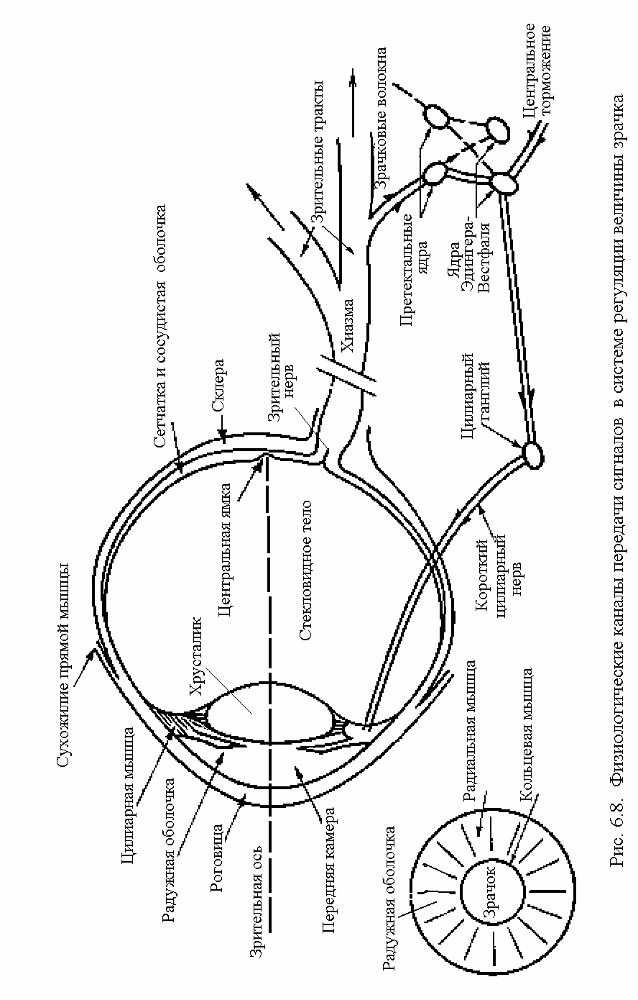 Сухожилие прямой мышцы
Цилиарная мышца
Радужная оболочка
Роговица
Зрительная ось
Передняя камера
Хрусталик
Стекловидное тело
Центральная ямка
Сетчатка и сосудистая оболочка
Склера
Зрительный
нерв
Хиазма
Зрительные тракты
Зрачковые волокна
Претектальные
ядра
Ядра
Эдингера-
Вестфаля
Центральное
торможение
Цилиарный
ганглий
Короткий
цилиарный
нерв
Радужная оболочка
Зрачок
Радиальная мышца
Кольцевая мышца
Рис. 6.8. Физиологические каналы передачи сигналов в системе регуляции величины зрачка